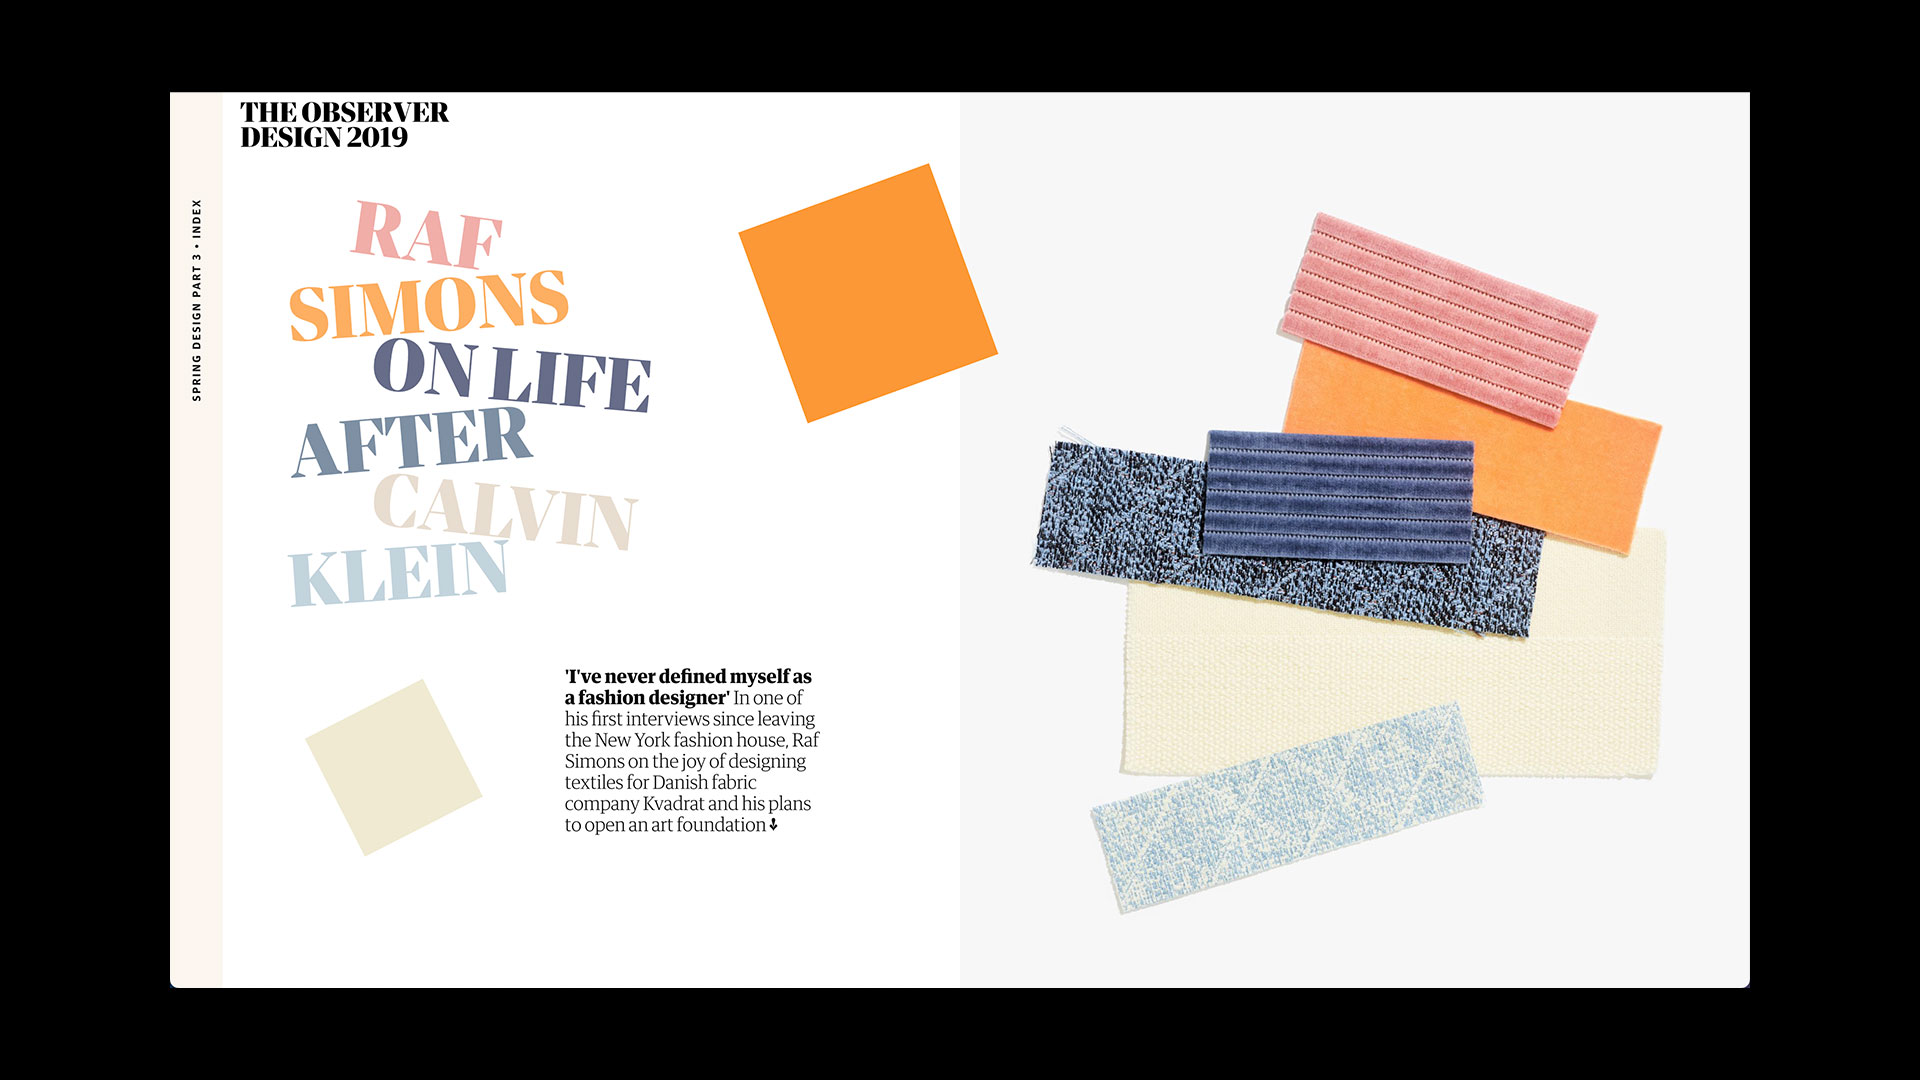 THE OBSERVER
DESIGN 2019
SPRING DESIGN PART 3 • INDEX
RAF
SIMONS
ON LIFE
AFTER
CALVIN
KLEIN
'I've never defined myself as
a fashion designer' In one of
his first interviews since leaving
the New York fashion house, Raf
Simons on the joy of designing
textiles for Danish fabric
company Kvadrat and his plans
to open an art foundation